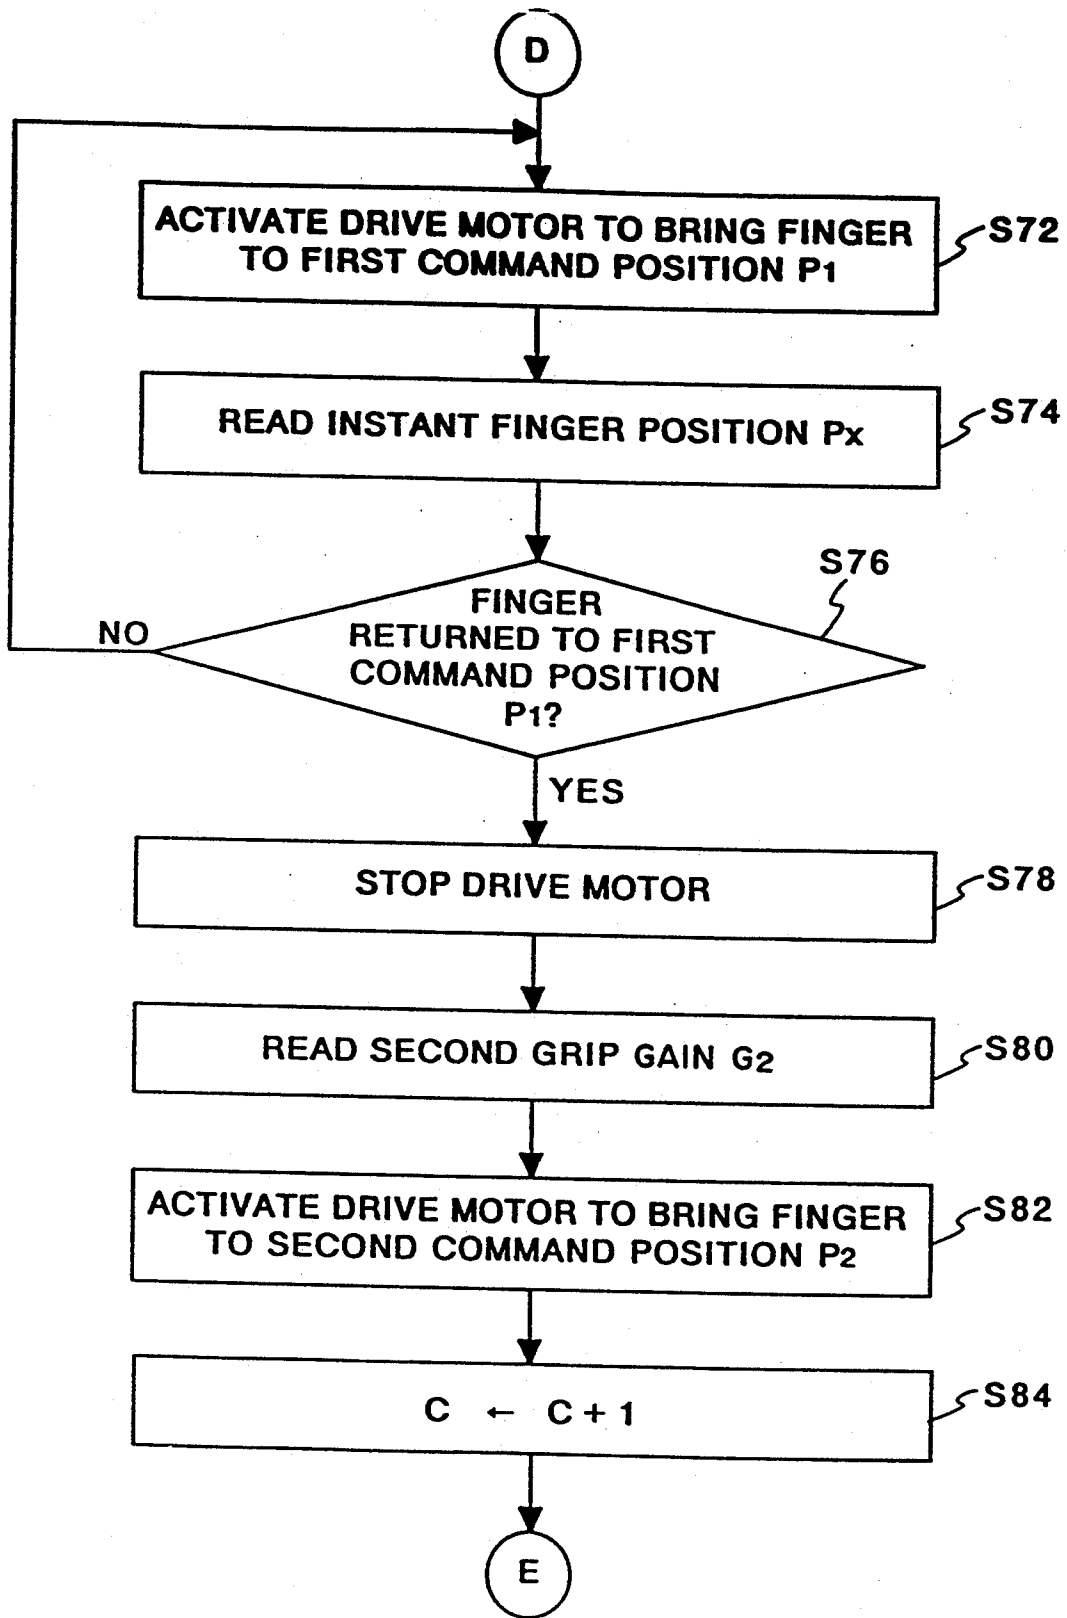 D
ACTIVATE DRIVE MOTOR TO BRING FINGER
TO FIRST COMMAND POSITION P1
S72
READ INSTANT FINGER POSITION Px
S74
S76
FINGER
RETURNED TO FIRST
COMMAND POSITION
P1?
NO
YES
STOP DRIVE MOTOR
S78
READ SECOND GRIP GAIN G2
S80
ACTIVATE DRIVE MOTOR TO BRING FINGER
TO SECOND COMMAND POSITION P2
S82
C ← C + 1
S84
E